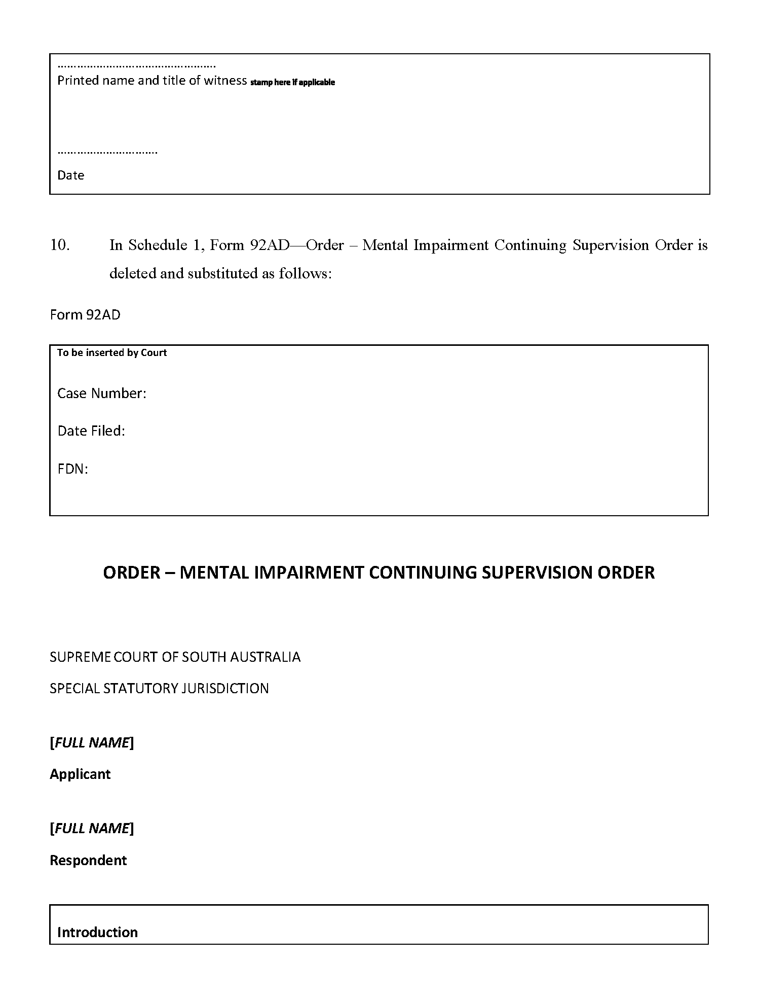 ................................................
Printed name and title of witness stamp here if applicable
...............................
Date
10. In Schedule 1, Form 92AD—Order – Mental Impairment Continuing Supervision Order is
deleted and substituted as follows:
Form 92AD
To be inserted by Court
Case Number:
Date Filed:
FDN:
ORDER – MENTAL IMPAIRMENT CONTINUING SUPERVISION ORDER
SUPREME COURT OF SOUTH AUSTRALIA
SPECIAL STATUTORY JURISDICTION
[FULL NAME]
Applicant
[FULL NAME]
Respondent
Introduction